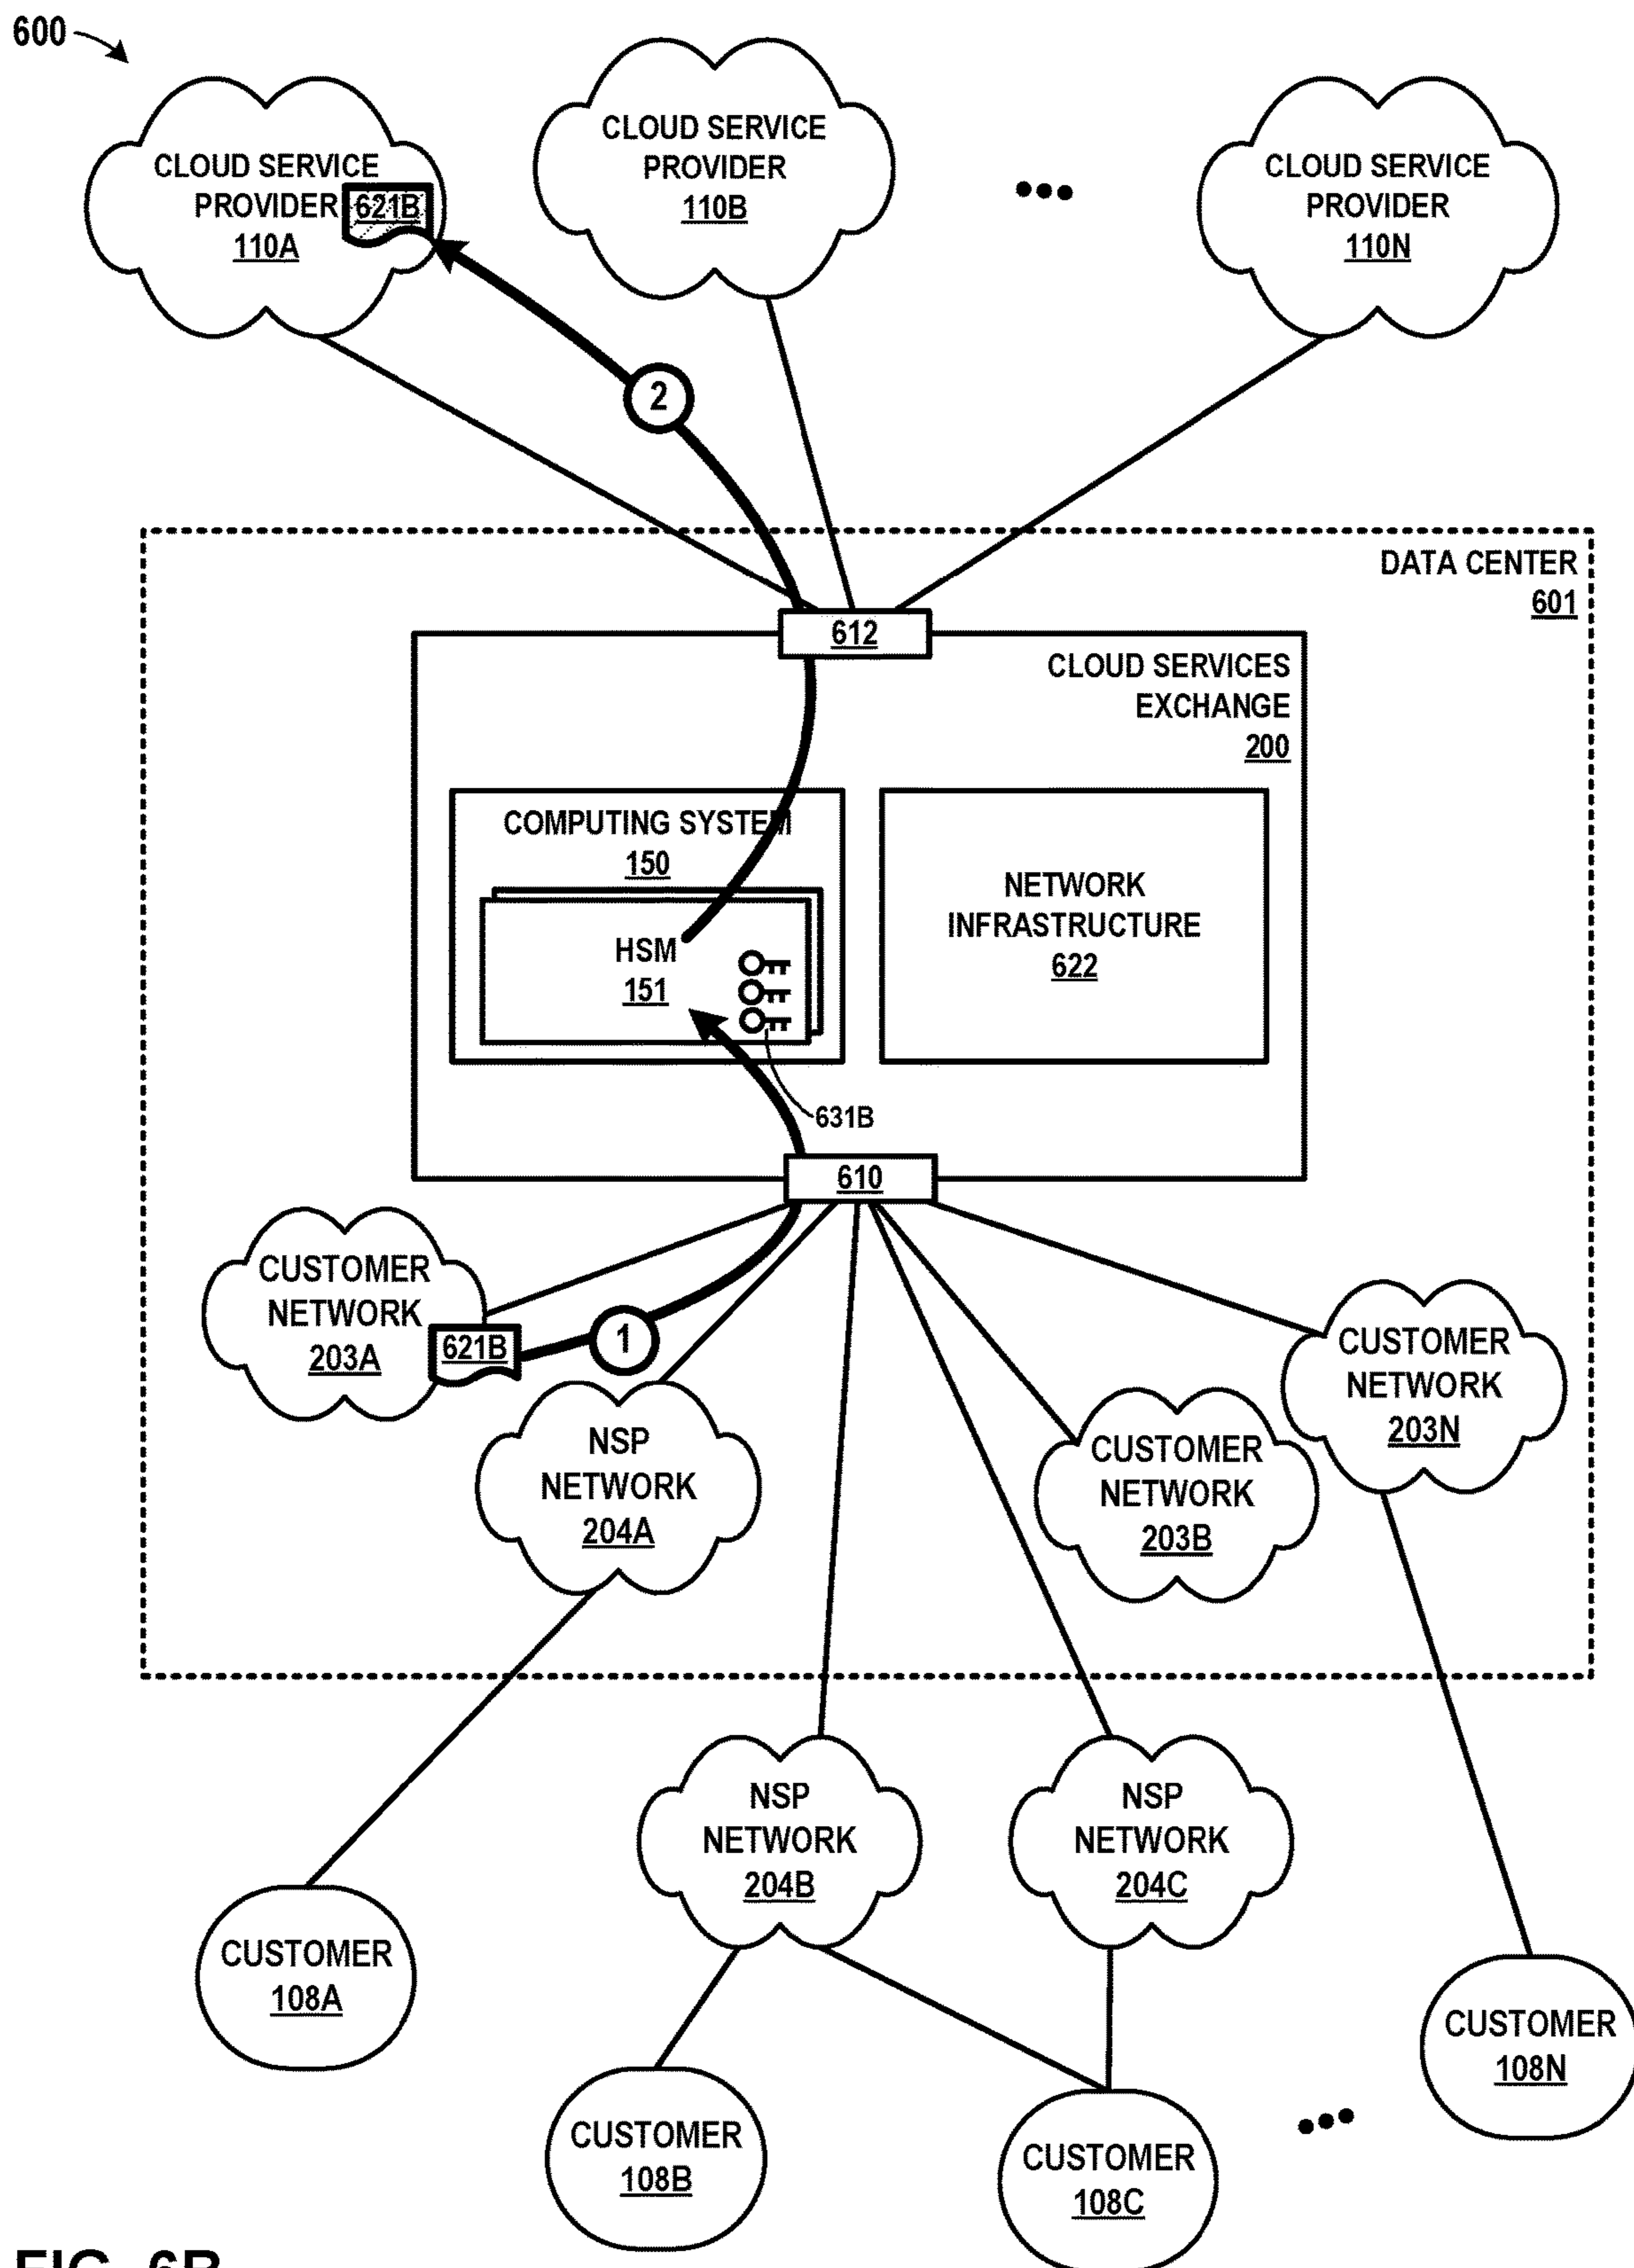 600
CLOUD SERVICE
PROVIDER
110A
621B
CLOUD SERVICE
PROVIDER
110B
CLOUD SERVICE
PROVIDER
110N
2
DATA CENTER
601
612
CLOUD SERVICES
EXCHANGE
200
COMPUTING SYSTEM
150
HSM
151
NETWORK
INFRASTRUCTURE
622
631B
610
CUSTOMER
NETWORK
203A
621B
1
NSP
NETWORK
204A
CUSTOMER
NETWORK
203B
CUSTOMER
NETWORK
203N
NSP
NETWORK
204B
NSP
NETWORK
204C
CUSTOMER
108A
CUSTOMER
108B
CUSTOMER
108C
CUSTOMER
108N
FIG. 6B